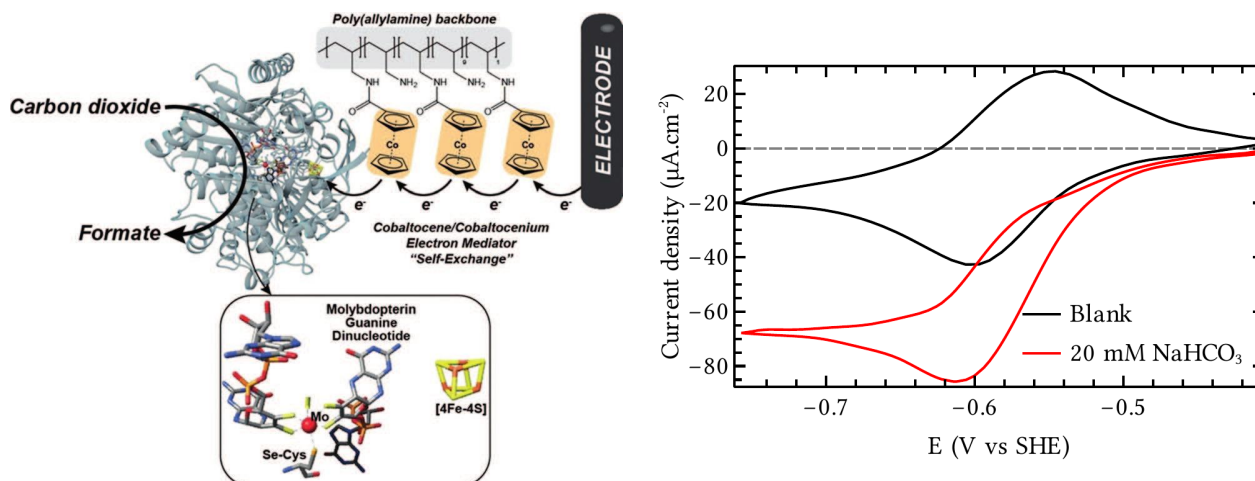 Poly(allylamine) backbone
9
1
NH
NH₂
NH
NH₂
NH
O
O
O
Co
Co
Co
ELECTRODE
Carbon dioxide
Formate
e⁻
e⁻
e⁻
e⁻
Cobaltocene/Cobaltocenium
Electron Mediator
“Self-Exchange”
Molybdopterin
Guanine
Dinucleotide
Mo
Se-Cys
[4Fe-4S]
Current density (μA.cm⁻²)
20
0
−20
−40
−60
−80
Blank
20 mM NaHCO₃
−0.7
−0.6
−0.5
E (V vs SHE)